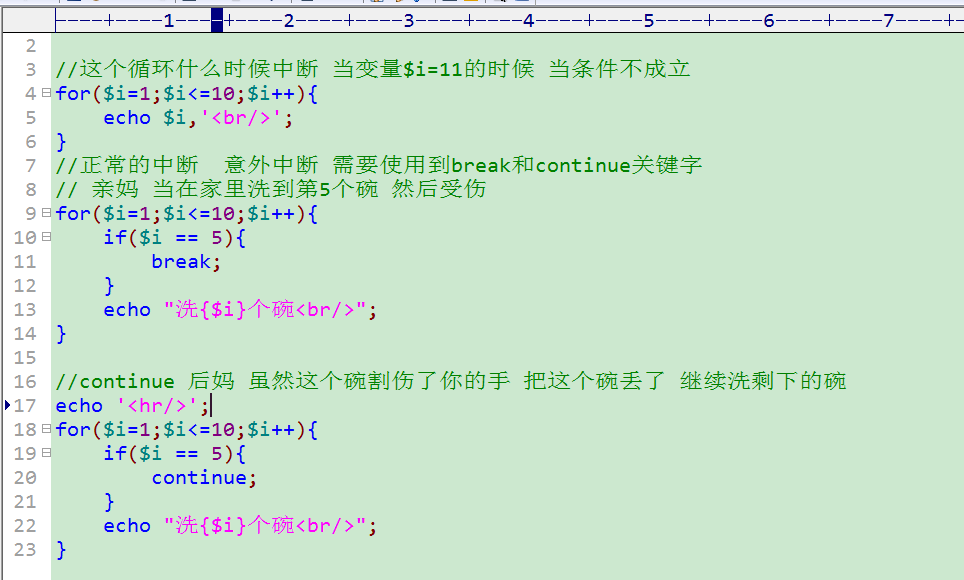 1 2 3 4 5 6 7
2
3 //这个循环什么时候中断 当变量$i=11的时候 当条件不成立
4 for($i=1;$i<=10;$i++){
5 echo $i,'<br/>';
6 }
7 //正常的中断  意外中断 需要使用到break和continue关键字
8 // 亲妈 当在家里洗到第5个碗 然后受伤
9 for($i=1;$i<=10;$i++){
10 if($i == 5){
11 break;
12 }
13 echo "洗{$i}个碗<br/>";
14 }
15
16 //continue 后妈 虽然这个碗割伤了你的手 把这个碗丢了 继续洗剩下的碗
17 echo '<hr/>';
18 for($i=1;$i<=10;$i++){
19 if($i == 5){
20 continue;
21 }
22 echo "洗{$i}个碗<br/>";
23 }